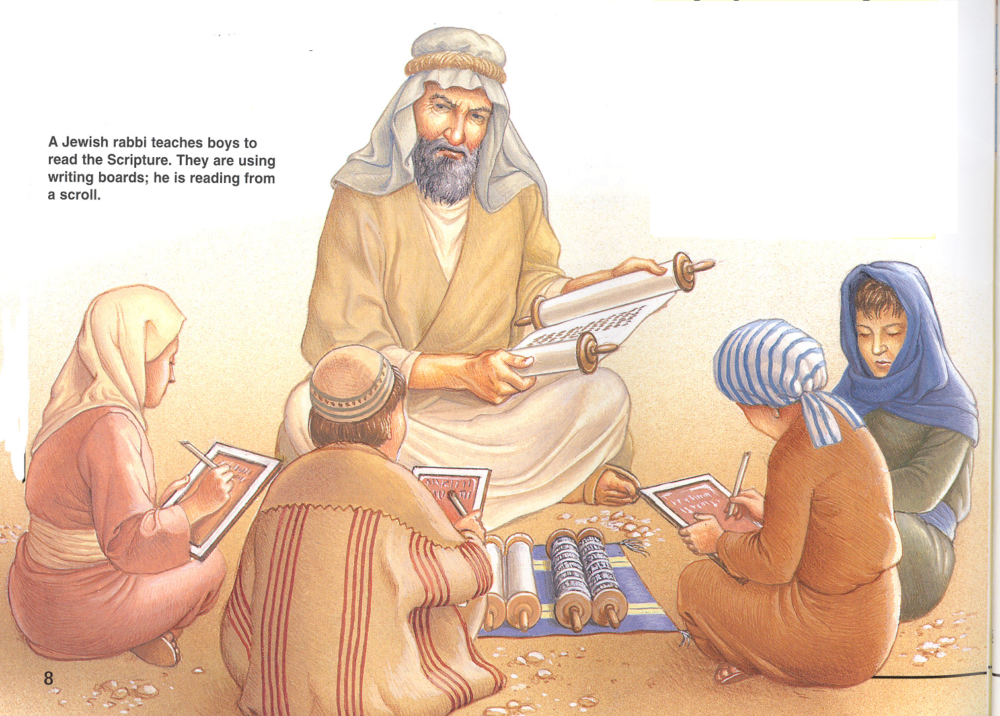 A Jewish rabbi teaches boys to
read the Scripture. They are using
writing boards; he is reading from
a scroll.
8